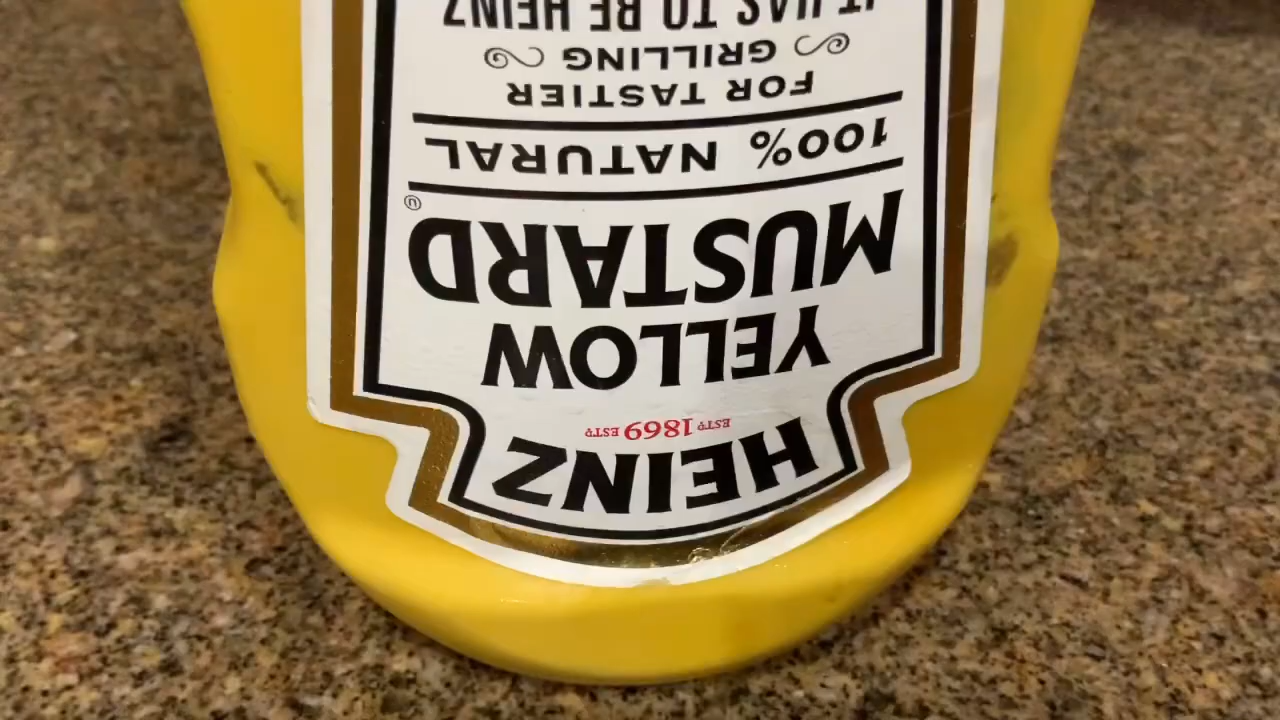 HEINZ
ESTD 1869 ESTD
YELLOW
MUSTARD
100% NATURAL
FOR TASTIER
GRILLING
IT HAS TO BE HEINZ